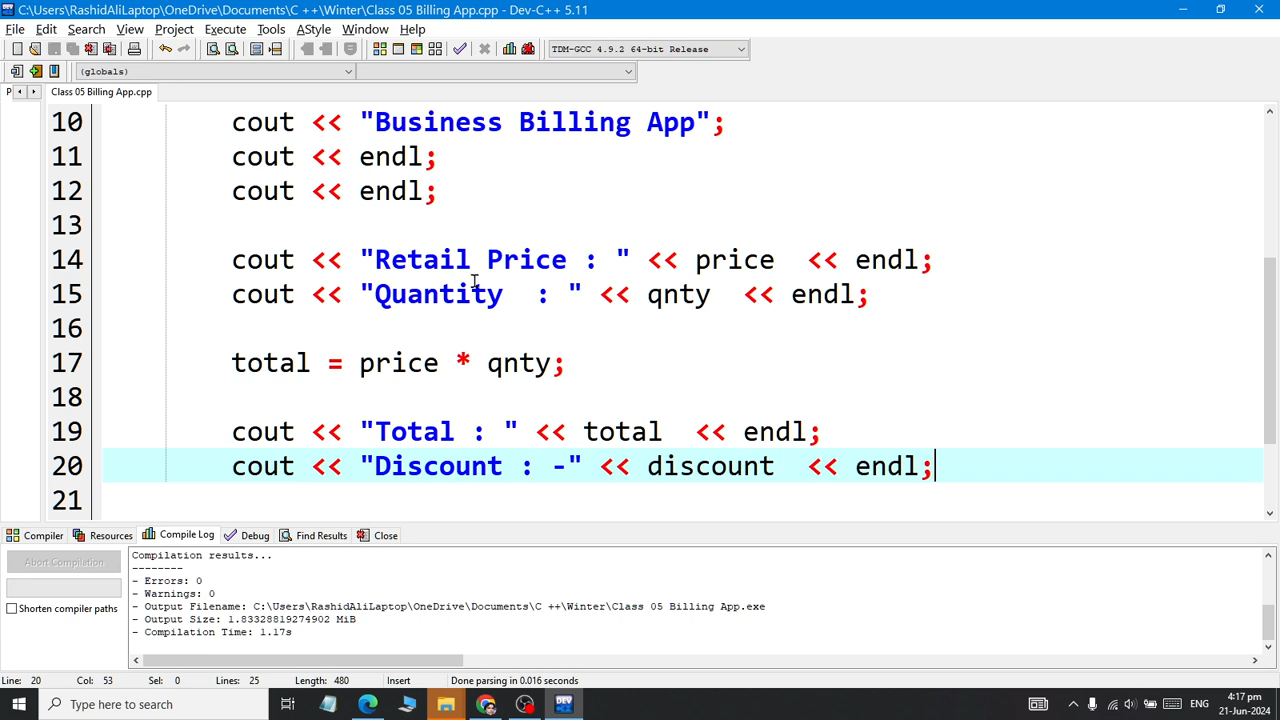 C:\Users\RashidAliLaptop\OneDrive\Documents\C ++\Winter\Class 05 Billing App.cpp - Dev-C++ 5.11
File Edit Search View Project Execute Tools AStyle Window Help
TDM-GCC 4.9.2 64-bit Release
(globals)
P Class 05 Billing App.cpp
10 cout << "Business Billing App";
11 cout << endl;
12 cout << endl;
13
14 cout << "Retail Price : " << price  << endl;
15 cout << "Quantity  : " << qnty  << endl;
16
17 total = price * qnty;
18
19 cout << "Total : " << total  << endl;
20 cout << "Discount : -" << discount  << endl;
21
Compiler Resources Compile Log Debug Find Results Close
Abort Compilation
Shorten compiler paths
Compilation results...
--------
- Errors: 0
- Warnings: 0
- Output Filename: C:\Users\RashidAliLaptop\OneDrive\Documents\C ++\Winter\Class 05 Billing App.exe
- Output Size: 1.83328819274902 MiB
- Compilation Time: 1.17s
Line: 20 Col: 53 Sel: 0 Lines: 25 Length: 480 Insert Done parsing in 0.016 seconds
Type here to search
DEV
ENG
4:17 pm
21-Jun-2024